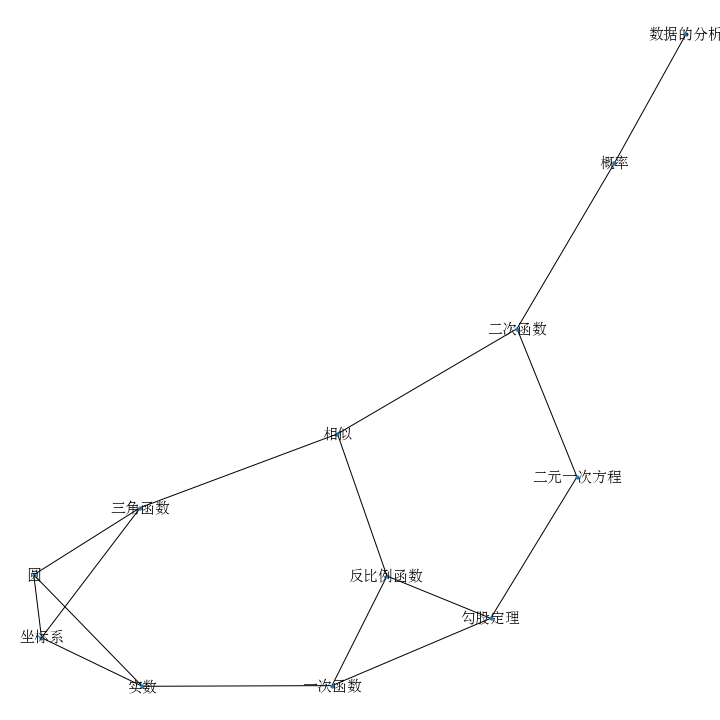 数据的分析
概率
二次函数
相似
二元一次方程
三角函数
圆
反比例函数
勾股定理
坐标系
实数
一次函数